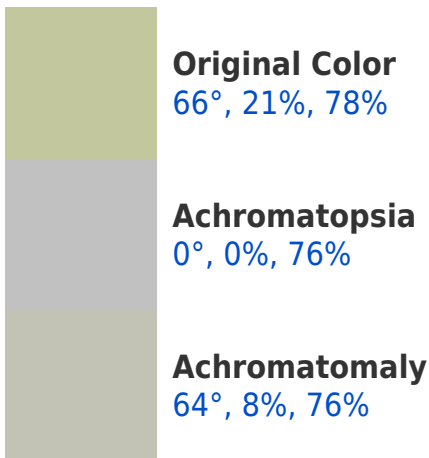 Original Color
66°, 21%, 78%
Achromatopsia
0°, 0%, 76%
Achromatomaly
64°, 8%, 76%